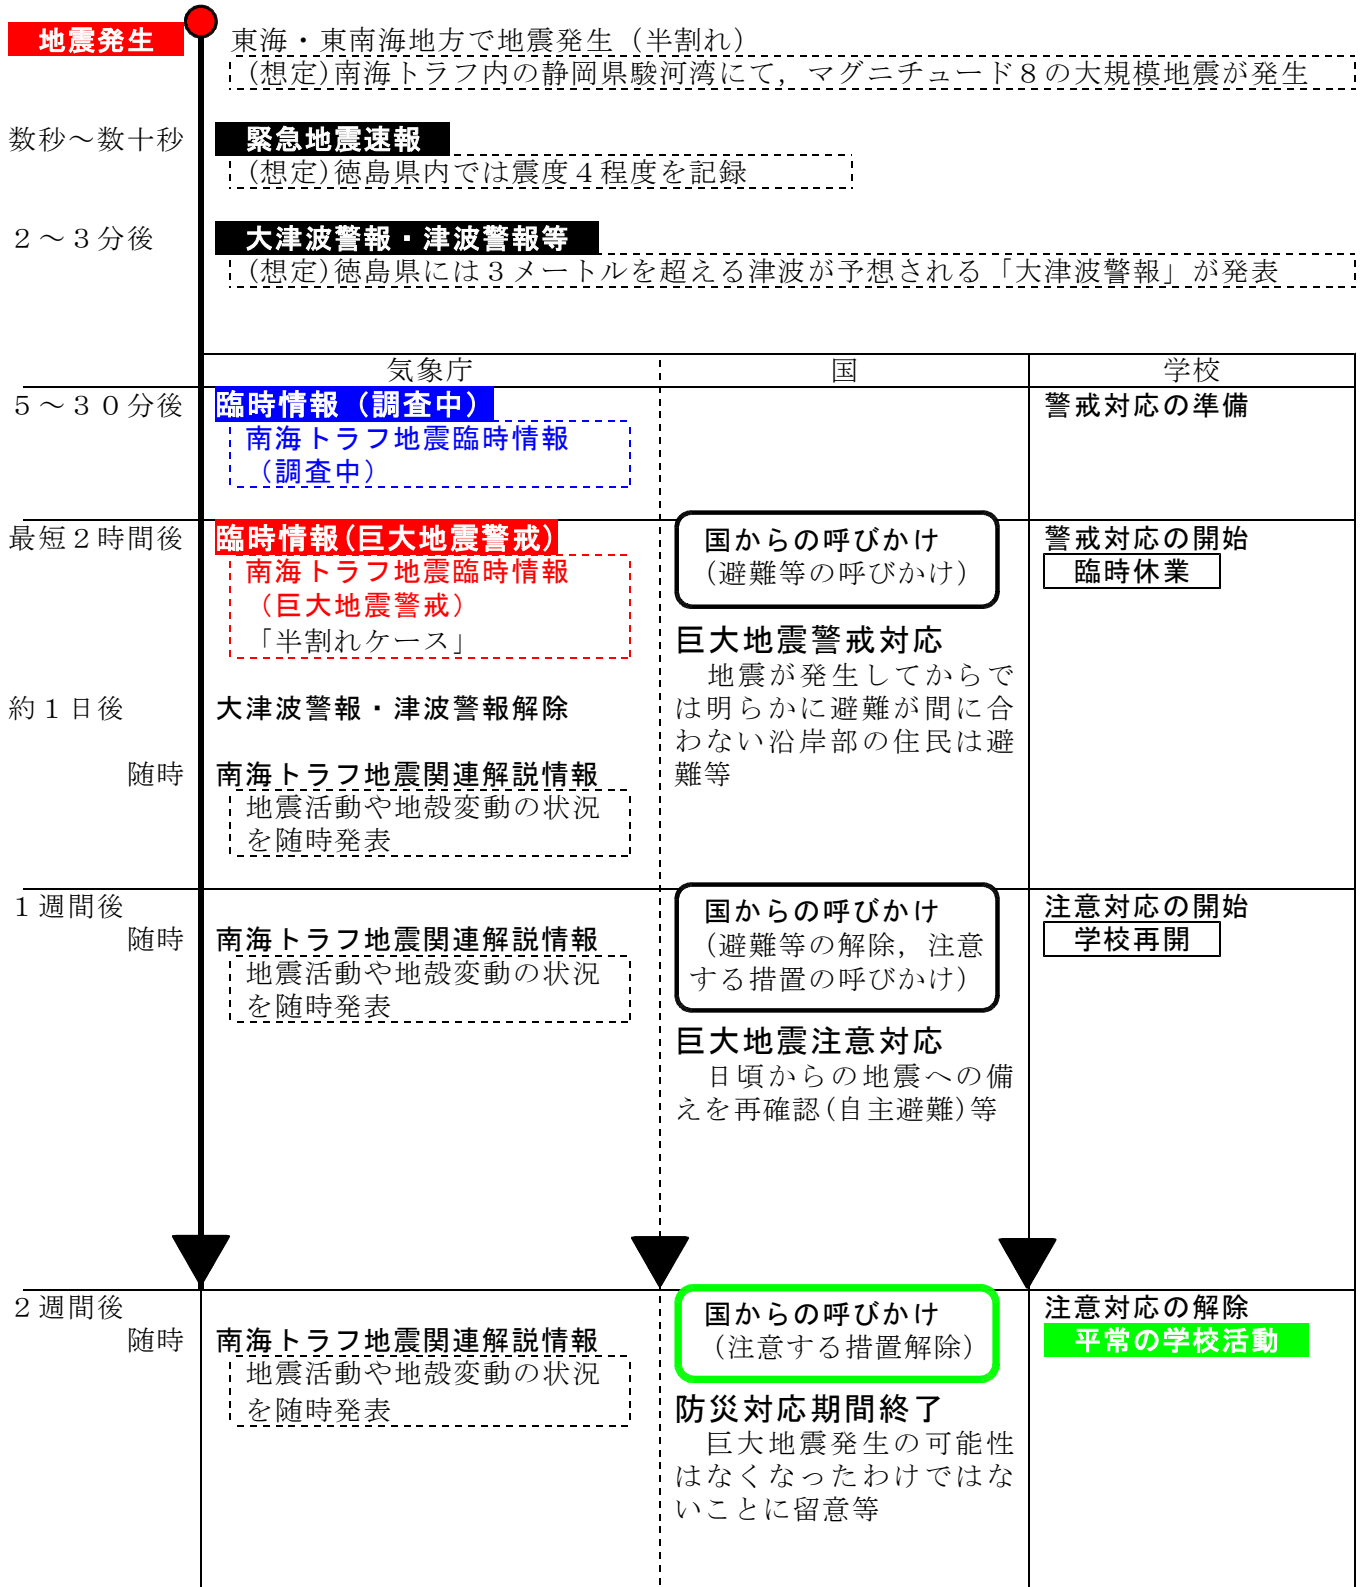 地震発生
東海・東南海地方で地震発生（半割れ）
(想定)南海トラフ内の静岡県駿河湾にて，マグニチュード８の大規模地震が発生
数秒～数十秒
緊急地震速報
(想定)徳島県内では震度４程度を記録
２～３分後
大津波警報・津波警報等
(想定)徳島県には３メートルを超える津波が予想される「大津波警報」が発表
気象庁
国
学校
５～３０分後
臨時情報（調査中）
南海トラフ地震臨時情報
（調査中）
警戒対応の準備
最短２時間後
臨時情報(巨大地震警戒)
南海トラフ地震臨時情報
（巨大地震警戒）
「半割れケース」
国からの呼びかけ
（避難等の呼びかけ）
警戒対応の開始
臨時休業
巨大地震警戒対応
地震が発生してからで
は明らかに避難が間に合
わない沿岸部の住民は避
難等
約１日後
大津波警報・津波警報解除
随時
南海トラフ地震関連解説情報
地震活動や地殻変動の状況
を随時発表
１週間後
随時
南海トラフ地震関連解説情報
地震活動や地殻変動の状況
を随時発表
国からの呼びかけ
（避難等の解除，注意
する措置の呼びかけ）
注意対応の開始
学校再開
巨大地震注意対応
日頃からの地震への備
えを再確認(自主避難)等
２週間後
随時
南海トラフ地震関連解説情報
地震活動や地殻変動の状況
を随時発表
国からの呼びかけ
（注意する措置解除）
注意対応の解除
平常の学校活動
防災対応期間終了
巨大地震発生の可能性
はなくなったわけではな
いことに留意等